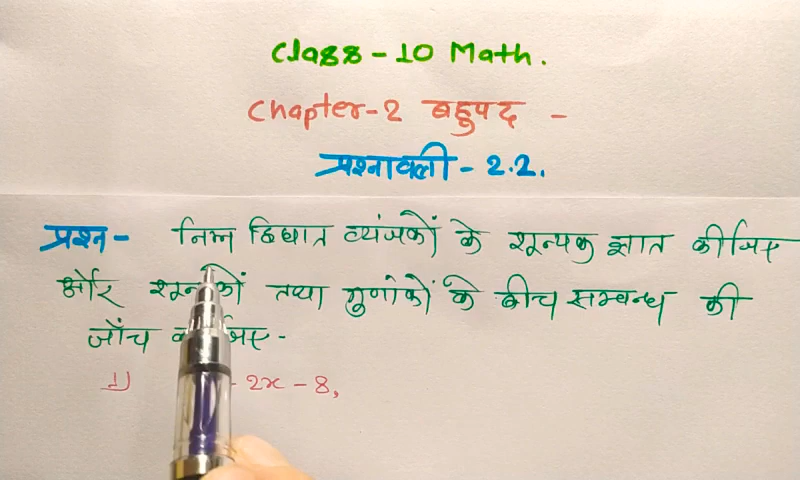 Class - 10 Math.
Chapter-2 बहुपद -
प्रश्नावली - 2.2.
प्रश्न - निम्न द्विघात व्यंजकों के शून्यक ज्ञात कीजिए
और तथा गुणांकों के बीच सम्बन्ध की
जाँच -
1) - 2x - 8,